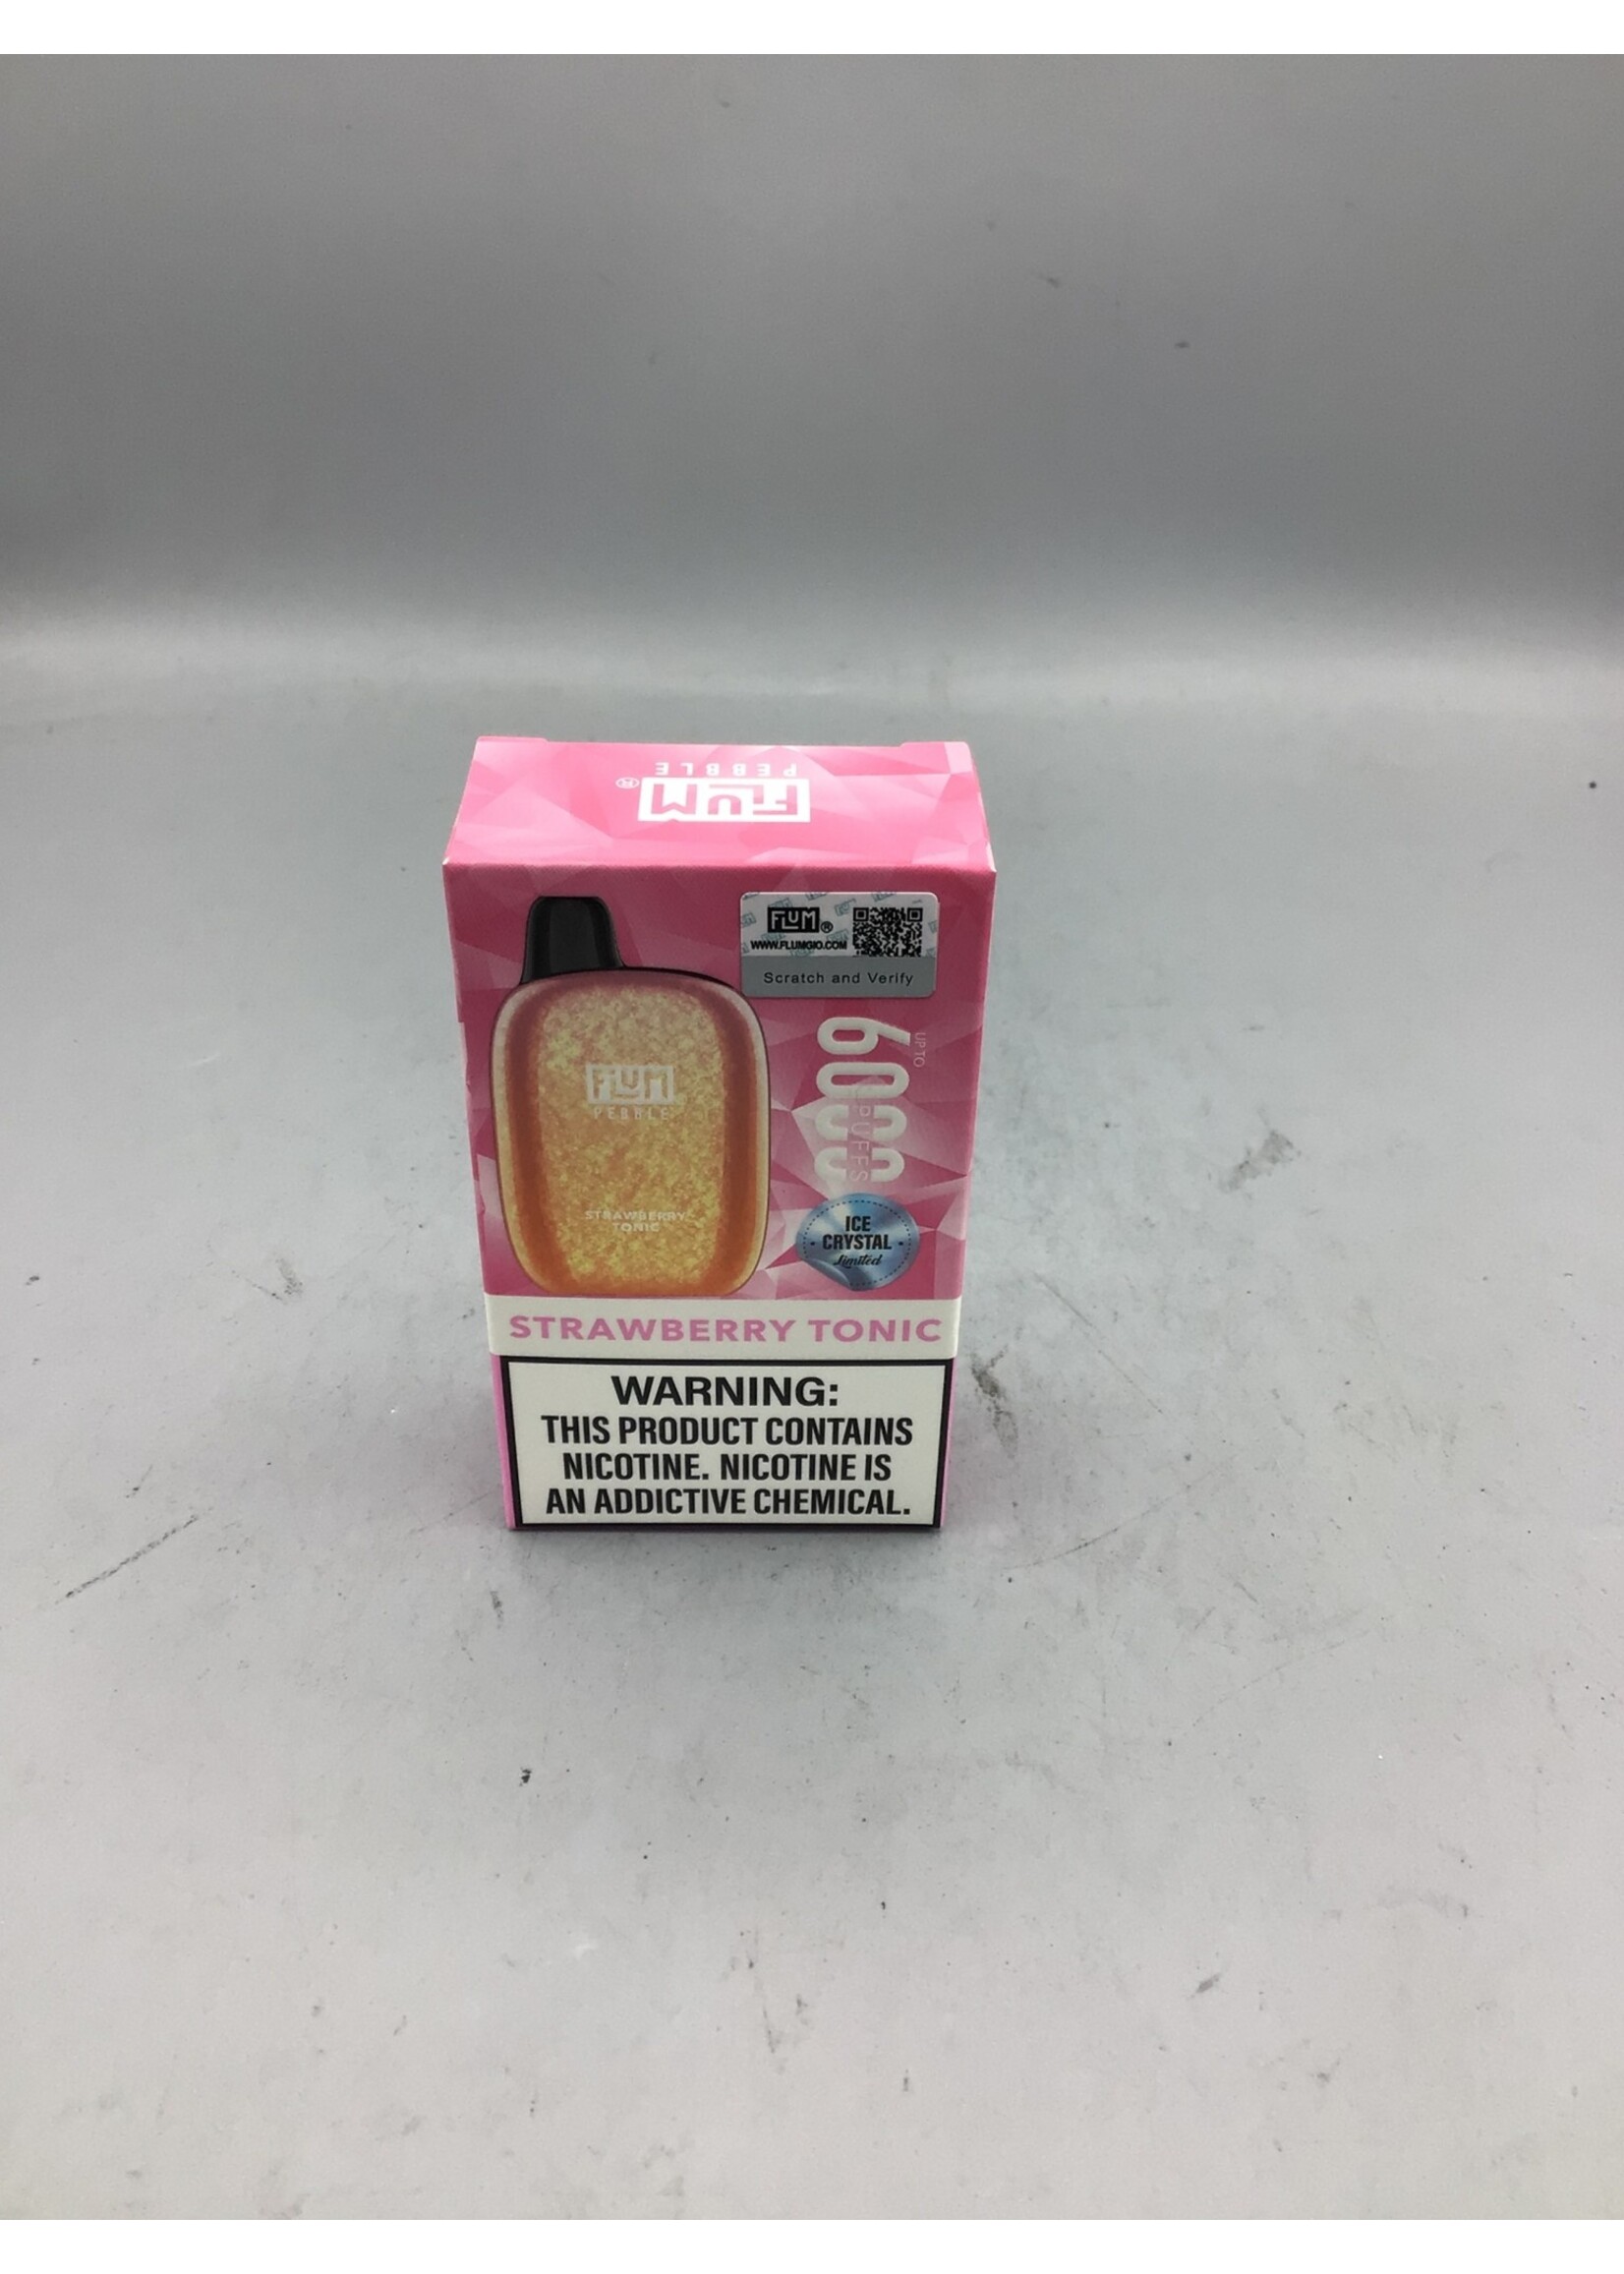 FLUM®
PEBBLE
FLUM®
WWW.FLUMGIO.COM
Scratch and Verify
UP TO
6000
PUFFS
FLUM
PEBBLE
STRAWBERRY
TONIC
ICE
CRYSTAL
Limited
STRAWBERRY TONIC
WARNING:
THIS PRODUCT CONTAINS
NICOTINE. NICOTINE IS
AN ADDICTIVE CHEMICAL.